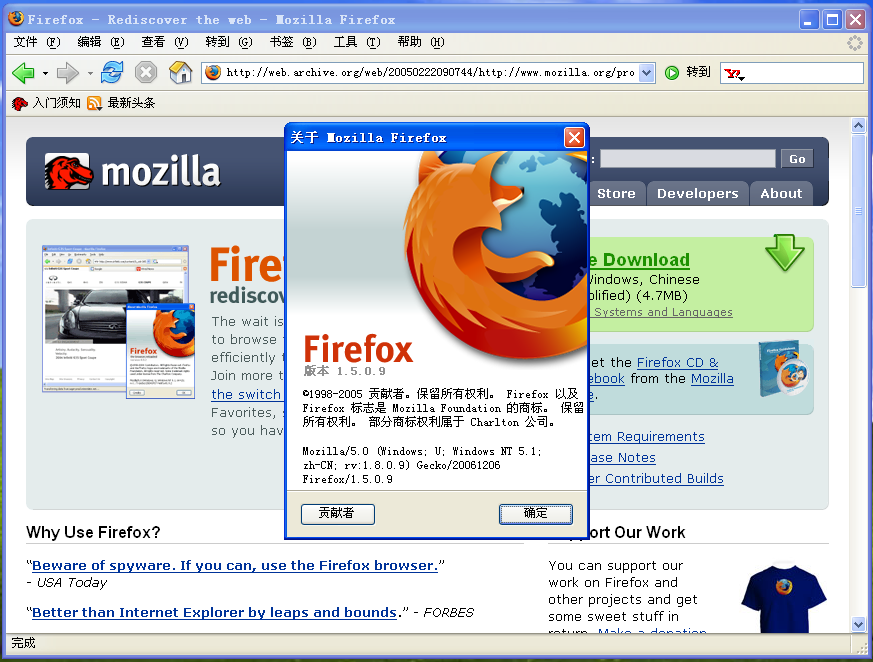 Firefox - Rediscover the web - Mozilla Firefox
文件 (F) 编辑 (E) 查看 (V) 转到 (G) 书签 (B) 工具 (T) 帮助 (H)
http://web.archive.org/web/20050222090744/http://www.mozilla.org/pro
转到
Y!
入门须知 最新头条
mozilla
:
Go
Store Developers About
关于 Mozilla Firefox
Firefox
版本 1.5.0.9
©1998-2005 贡献者。保留所有权利。 Firefox 以及
Firefox 标志是 Mozilla Foundation 的商标。 保留
所有权利。 部分商标权利属于 Charlton 公司。
Mozilla/5.0 (Windows; U; Windows NT 5.1;
zh-CN; rv:1.8.0.9) Gecko/20061206
Firefox/1.5.0.9
贡献者
确定
Fire
rediscov
The wait is
to browse
efficiently
Join more t
the switch
Favorites,
so you hav
e Download
Windows, Chinese
plified) (4.7MB)
Systems and Languages
et the Firefox CD &
ebook from the Mozilla
e.
tem Requirements
ase Notes
er Contributed Builds
Why Use Firefox?
“Beware of spyware. If you can, use the Firefox browser.”
- USA Today
“Better than Internet Explorer by leaps and bounds.” - FORBES
Support Our Work
You can support our
work on Firefox and
other projects and get
some sweet stuff in
return. Make a donation
完成